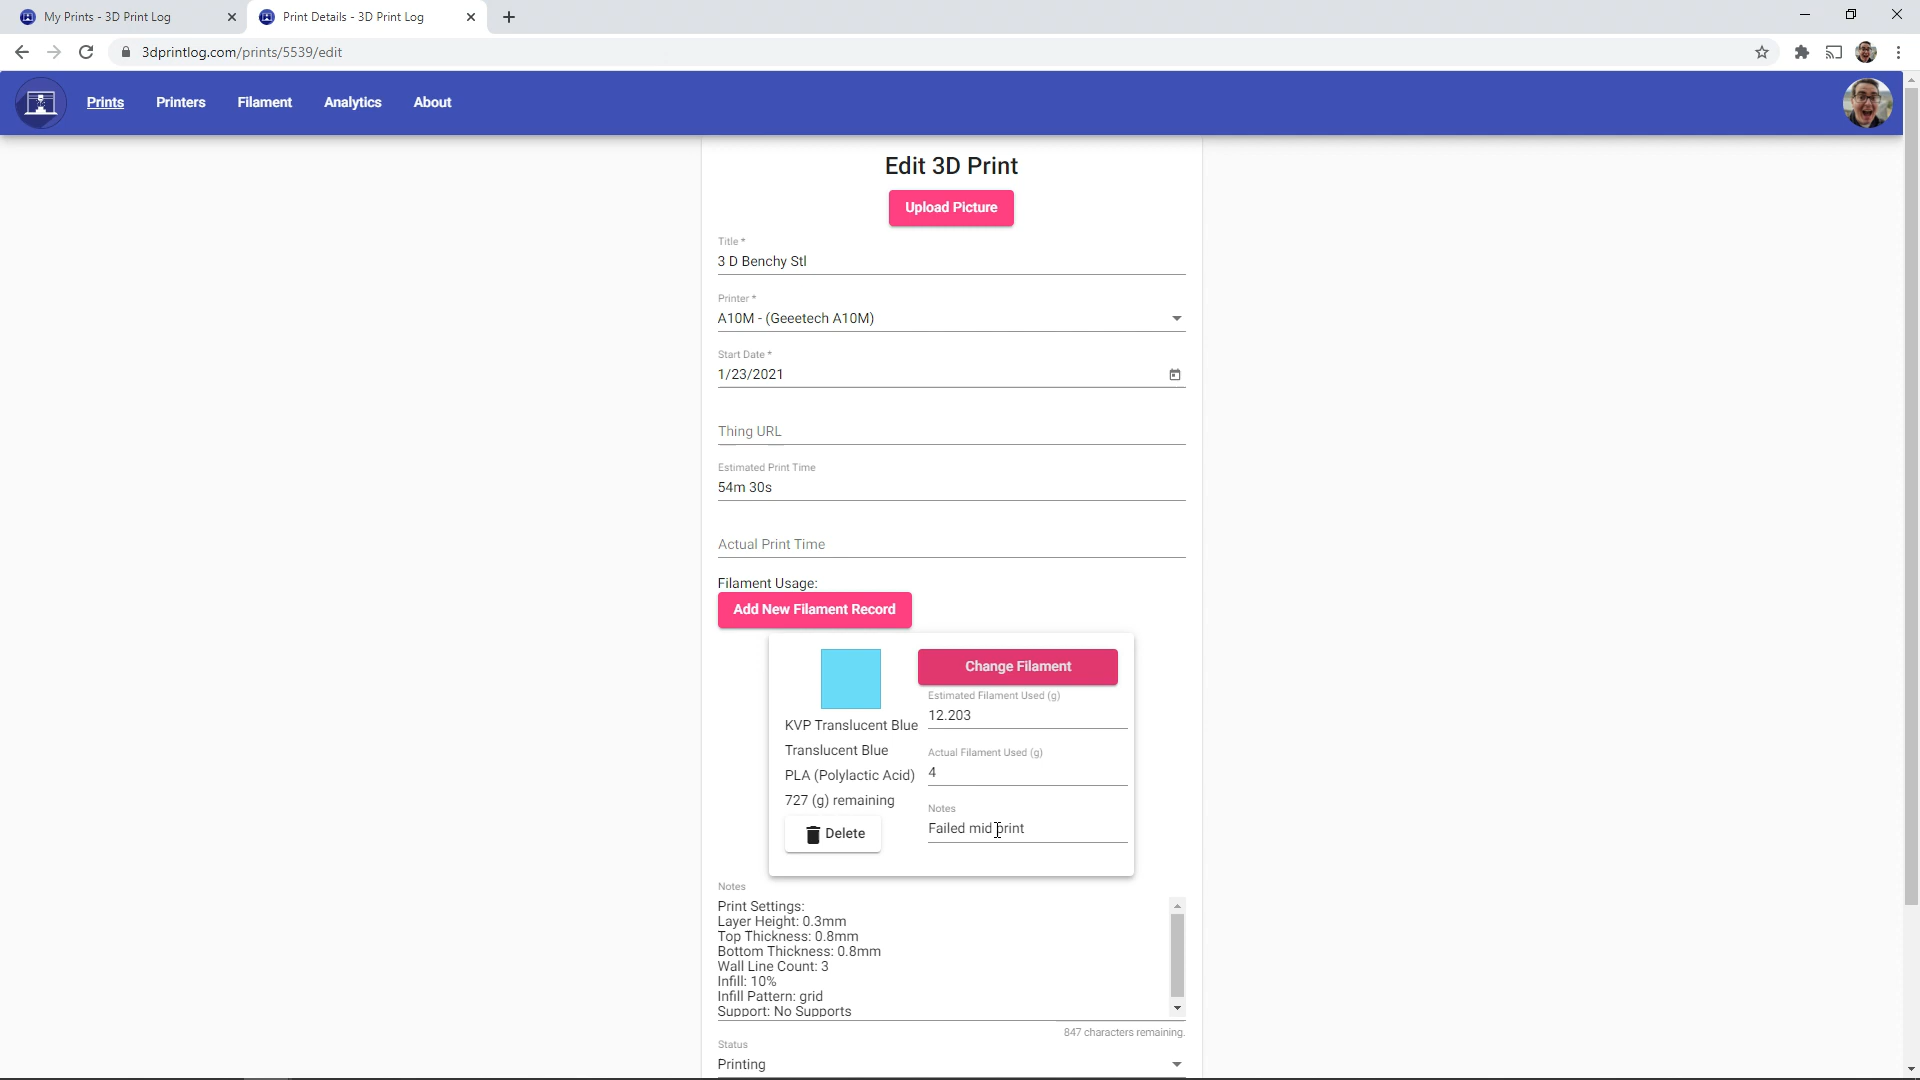 My Prints - 3D Print Log
Print Details - 3D Print Log
3dprintlog.com/prints/5539/edit
Prints
Printers
Filament
Analytics
About
Edit 3D Print
Upload Picture
Title *
3 D Benchy Stl
Printer *
A10M - (Geeetech A10M)
Start Date *
1/23/2021
Thing URL
Estimated Print Time
54m 30s
Actual Print Time
Filament Usage:
Add New Filament Record
Change Filament
Estimated Filament Used (g)
12.203
KVP Translucent Blue
Translucent Blue
Actual Filament Used (g)
4
PLA (Polylactic Acid)
727 (g) remaining
Notes
Failed mid print
Delete
Notes
Print Settings:
Layer Height: 0.3mm
Top Thickness: 0.8mm
Bottom Thickness: 0.8mm
Wall Line Count: 3
Infill: 10%
Infill Pattern: grid
Support: No Supports
847 characters remaining.
Status
Printing